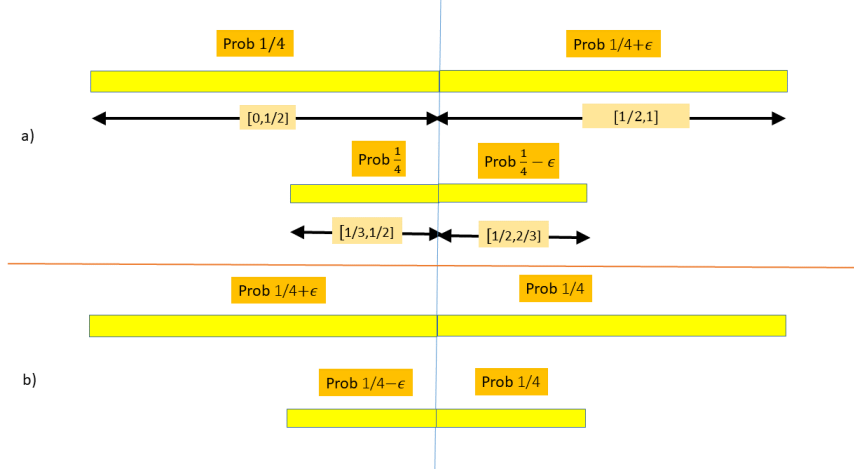 Prob 1/4
Prob 1/4+ϵ
[0,1/2]
[1/2,1]
a)
Prob 1/4
Prob 1/4 − ϵ
[1/3,1/2]
[1/2,2/3]
Prob 1/4+ϵ
Prob 1/4
b)
Prob 1/4−ϵ
Prob 1/4